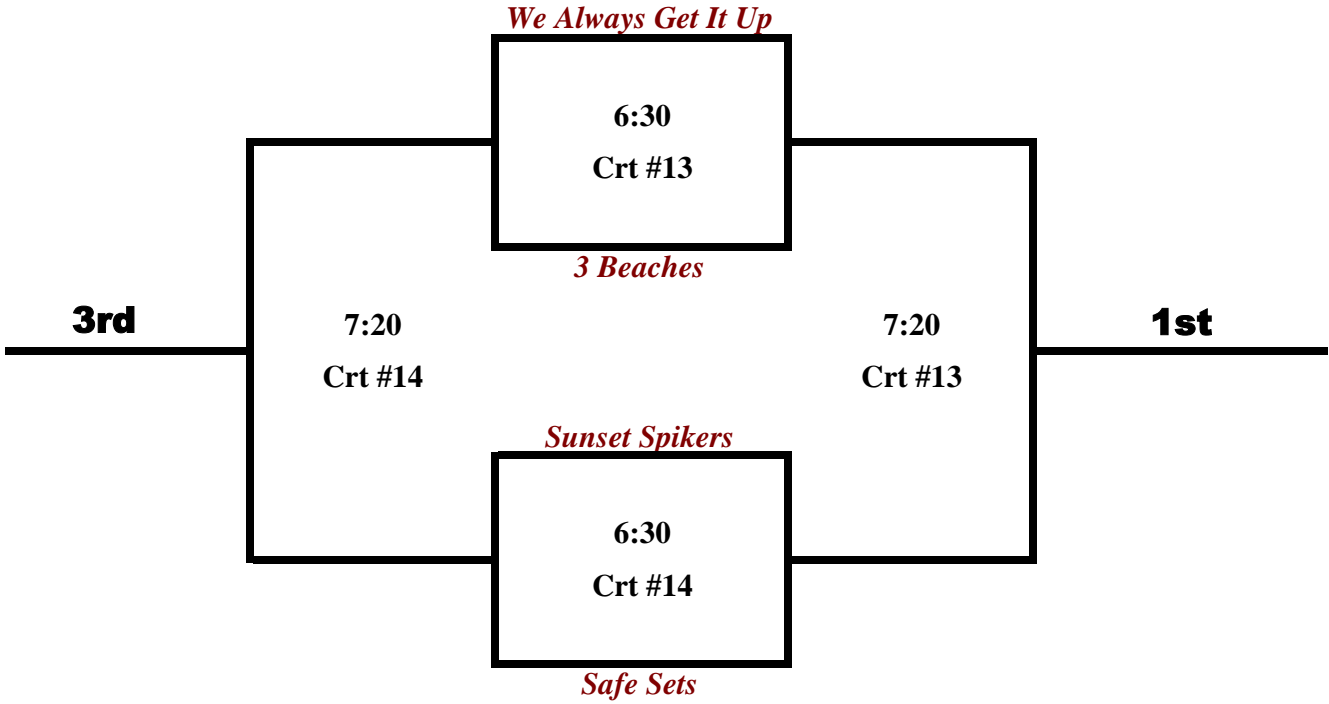 We Always Get It Up
6:30
Crt #13
3 Beaches
3rd
7:20
Crt #14
7:20
Crt #13
1st
Sunset Spikers
6:30
Crt #14
Safe Sets